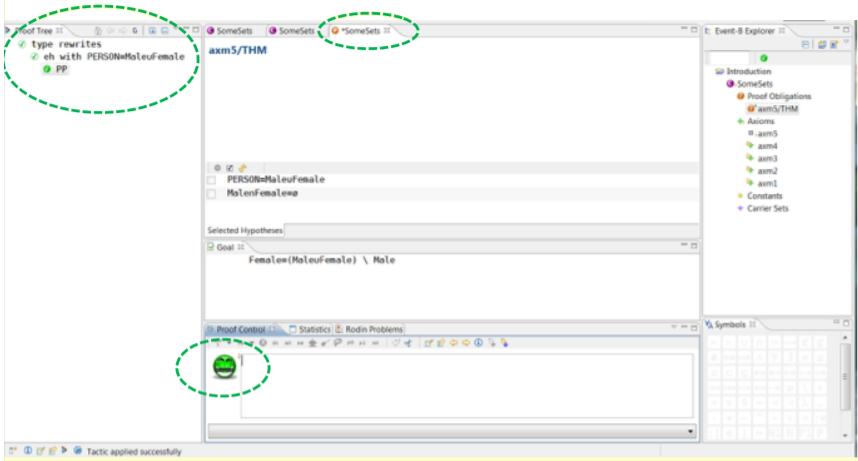 Proof Tree
type rewrites
eh with PERSON=Male∪Female
PP
SomeSets
SomeSets
*SomeSets
axm5/THM
PERSON=Male∪Female
Male∩Female=∅
Selected Hypotheses
Goal
Female=(Male∪Female) \ Male
Proof Control
Statistics
Rodin Problems
Tactic applied successfully
Event-B Explorer
Introduction
SomeSets
Proof Obligations
axm5/THM
Axioms
axm5
axm4
axm3
axm2
axm1
Constants
Carrier Sets
Symbols